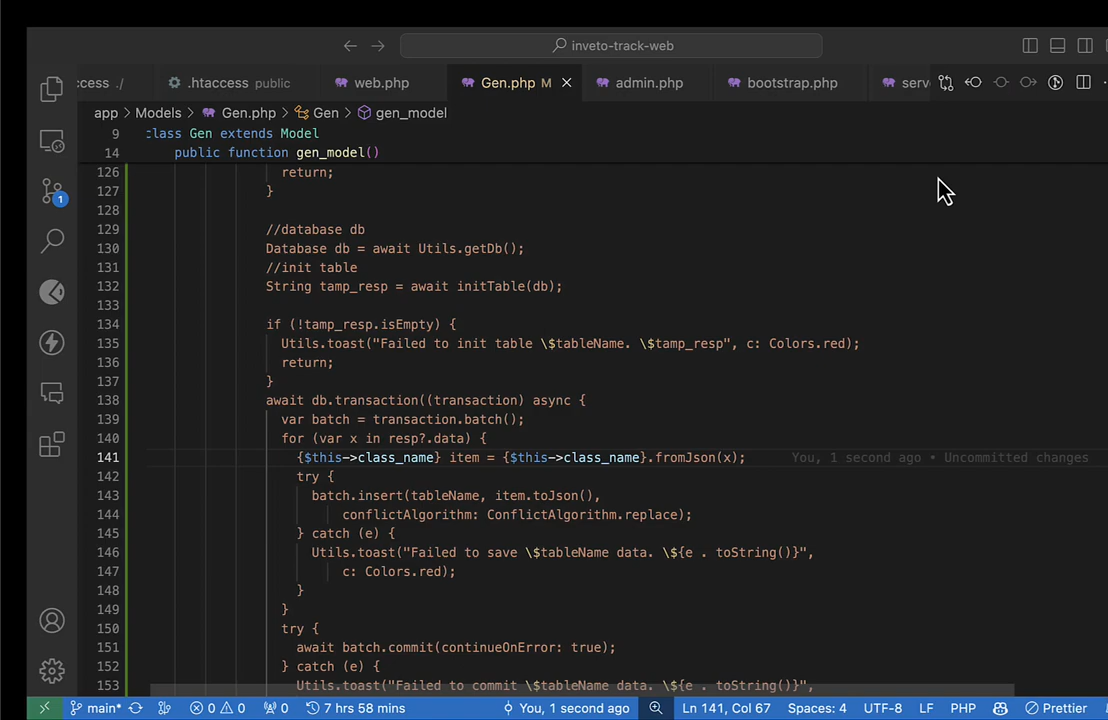 inveto-track-web
ccess ./
.htaccess public
web.php
Gen.php M
admin.php
bootstrap.php
serv
app > Models > Gen.php > Gen > gen_model
9 class Gen extends Model
14 public function gen_model()
126 return;
127 }
128
129 //database db
130 Database db = await Utils.getDb();
131 //init table
132 String tamp_resp = await initTable(db);
133
134 if (!tamp_resp.isEmpty) {
135 Utils.toast("Failed to init table \$tableName. \$tamp_resp", c: Colors.red);
136 return;
137 }
138 await db.transaction((transaction) async {
139 var batch = transaction.batch();
140 for (var x in resp?.data) {
141 {$this->class_name} item = {$this->class_name}.fromJson(x); You, 1 second ago • Uncommitted changes
142 try {
143 batch.insert(tableName, item.toJson(),
144 conflictAlgorithm: ConflictAlgorithm.replace);
145 } catch (e) {
146 Utils.toast("Failed to save \$tableName data. \${e . toString()}",
147 c: Colors.red);
148 }
149 }
150 try {
151 await batch.commit(continueOnError: true);
152 } catch (e) {
153 Utils.toast("Failed to commit \$tableName data. \${e . toString()}",
1
main* 0 0 0 7 hrs 58 mins You, 1 second ago Ln 141, Col 67 Spaces: 4 UTF-8 LF PHP Prettier